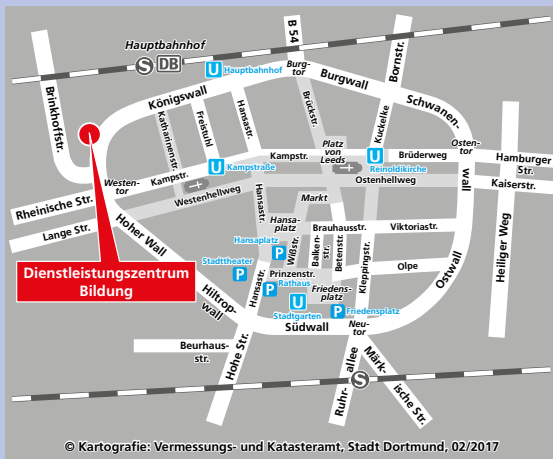 Hauptbahnhof
S DB
U Hauptbahnhof
B 54
Burg-
tor
Burgwall
Bornstr.
Schwanen-
wall
Brinkhoffstr.
Königswall
Katharinenstr.
Freistuhl
Hansastr.
Brückstr.
Kuckelke
Platz
von
Leeds
Osten-
tor
Hamburger
Str.
Kaiserstr.
Westen-
tor
Kampstr.
U Kampstraße
Kampstr.
U
Reinoldikirche
Brüderweg
Ostenhellweg
Westenhellweg
Rheinische Str.
Lange Str.
Hoher Wall
Hansastr.
Markt
Hansa-
platz
Hansaplatz
P
Wißstr.
Brauhausstr.
Balken-
str.
Betenstr.
Viktoriastr.
Kleppingstr.
Olpe
Ostwall
Heiliger Weg
Dienstleistungszentrum
Bildung
Stadttheater
P
Prinzenstr.
Rathaus
P
Friedens-
platz
Hansastr.
U
Stadtgarten
P Friedensplatz
Hiltrop-
wall
Südwall
Neu-
tor
Beurhaus-
str.
Hohe Str.
Ruhr-
allee
Märk-
ische Str.
S
© Kartografie: Vermessungs- und Katasteramt, Stadt Dortmund, 02/2017